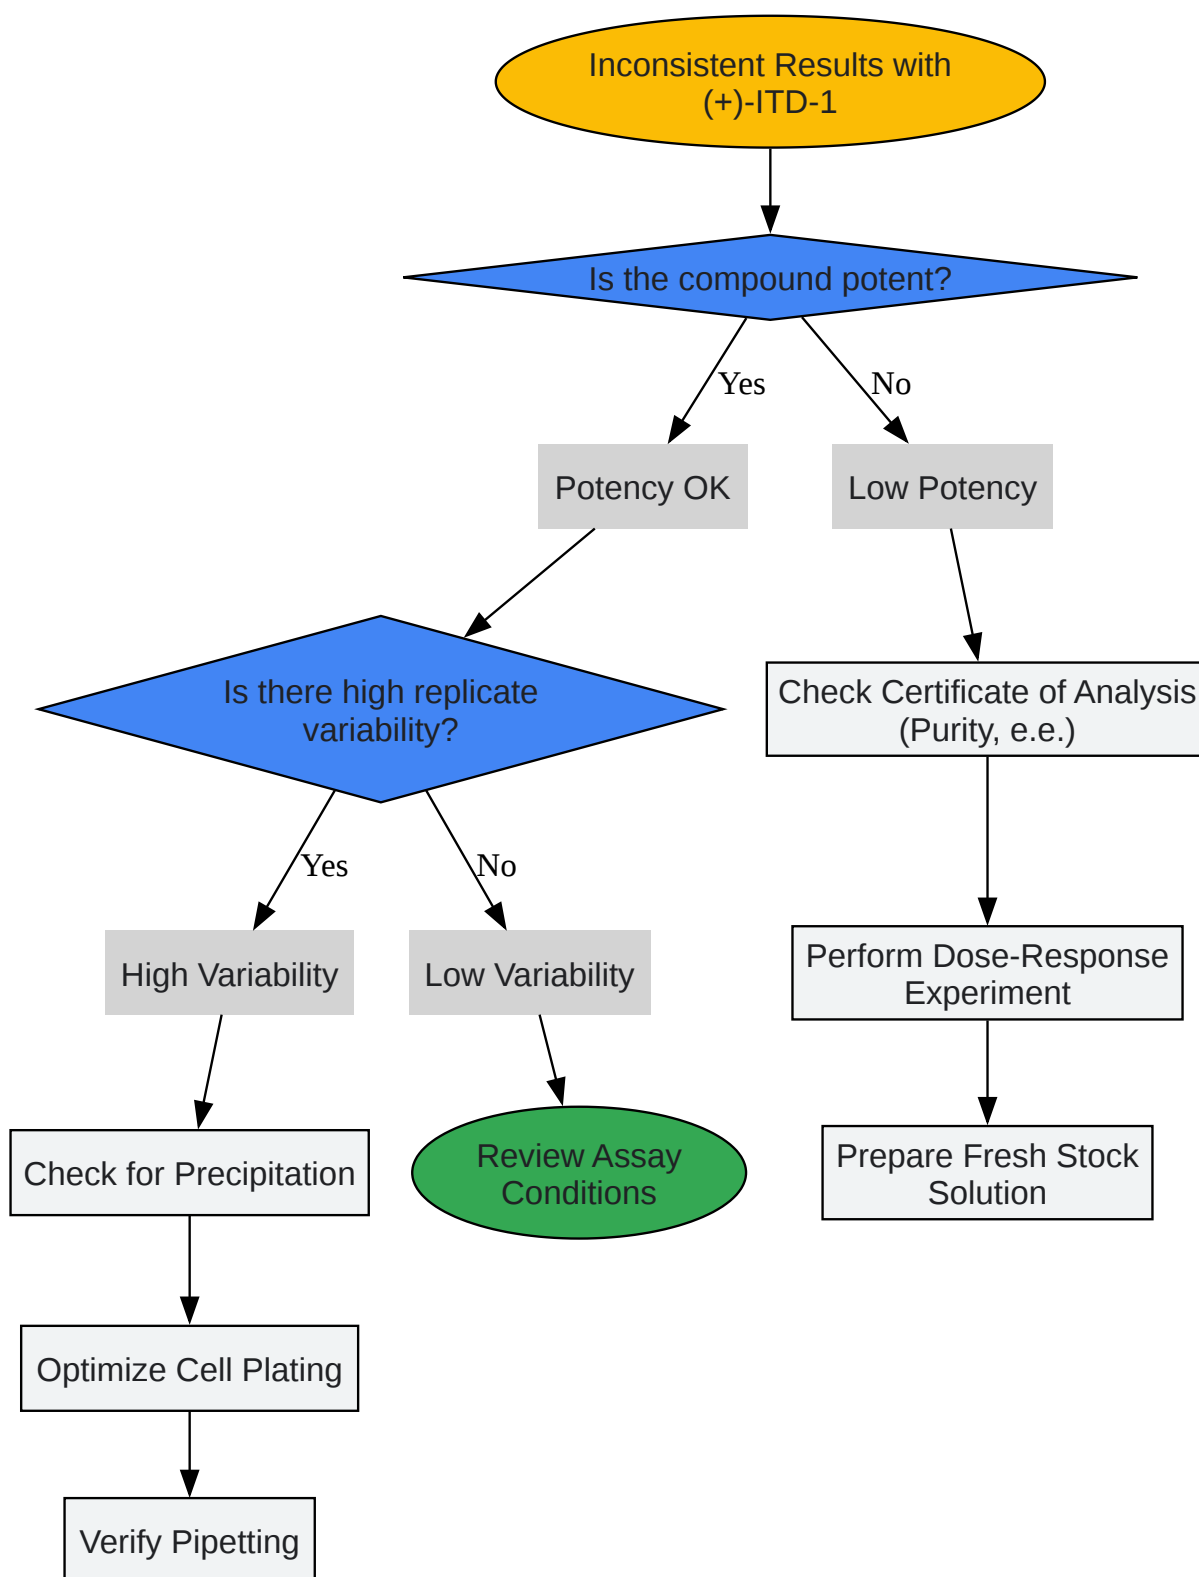 Inconsistent Results with
(+)-ITD-1
Is the compound potent?
Yes
No
Potency OK
Low Potency
Is there high replicate
variability?
Check Certificate of Analysis
(Purity, e.e.)
Yes
No
High Variability
Low Variability
Perform Dose-Response
Experiment
Check for Precipitation
Review Assay
Conditions
Prepare Fresh Stock
Solution
Optimize Cell Plating
Verify Pipetting